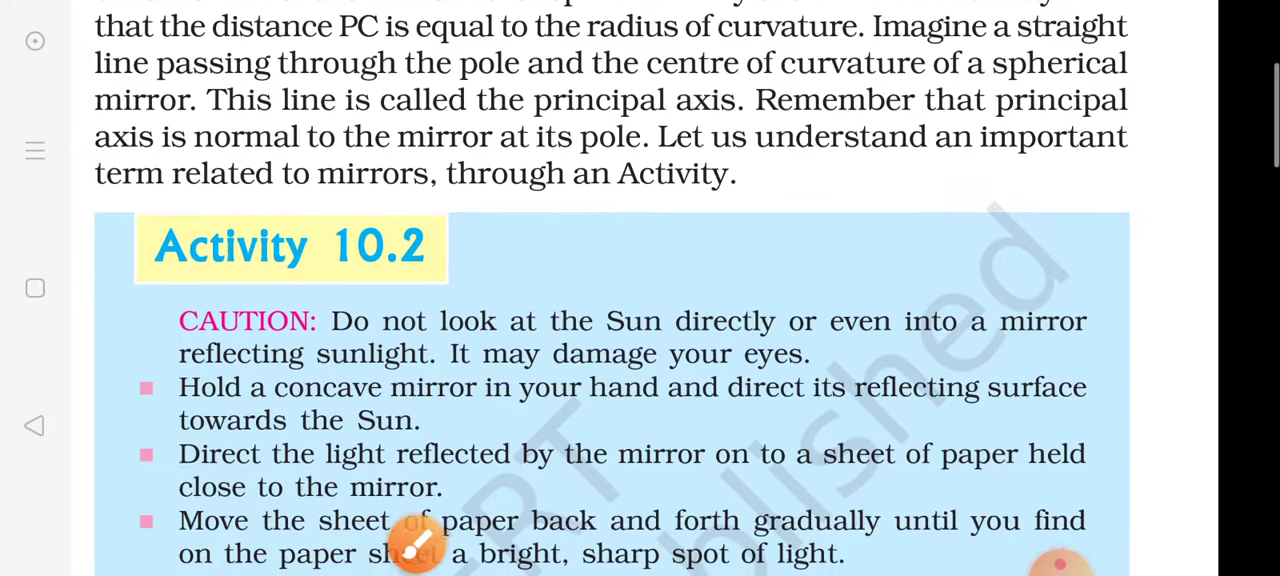 that the distance PC is equal to the radius of curvature. Imagine a straight
line passing through the pole and the centre of curvature of a spherical
mirror. This line is called the principal axis. Remember that principal
axis is normal to the mirror at its pole. Let us understand an important
term related to mirrors, through an Activity.
Activity 10.2
CAUTION: Do not look at the Sun directly or even into a mirror
reflecting sunlight. It may damage your eyes.
Hold a concave mirror in your hand and direct its reflecting surface
towards the Sun.
Direct the light reflected by the mirror on to a sheet of paper held
close to the mirror.
Move the sheet of paper back and forth gradually until you find
on the paper sheet a bright, sharp spot of light.